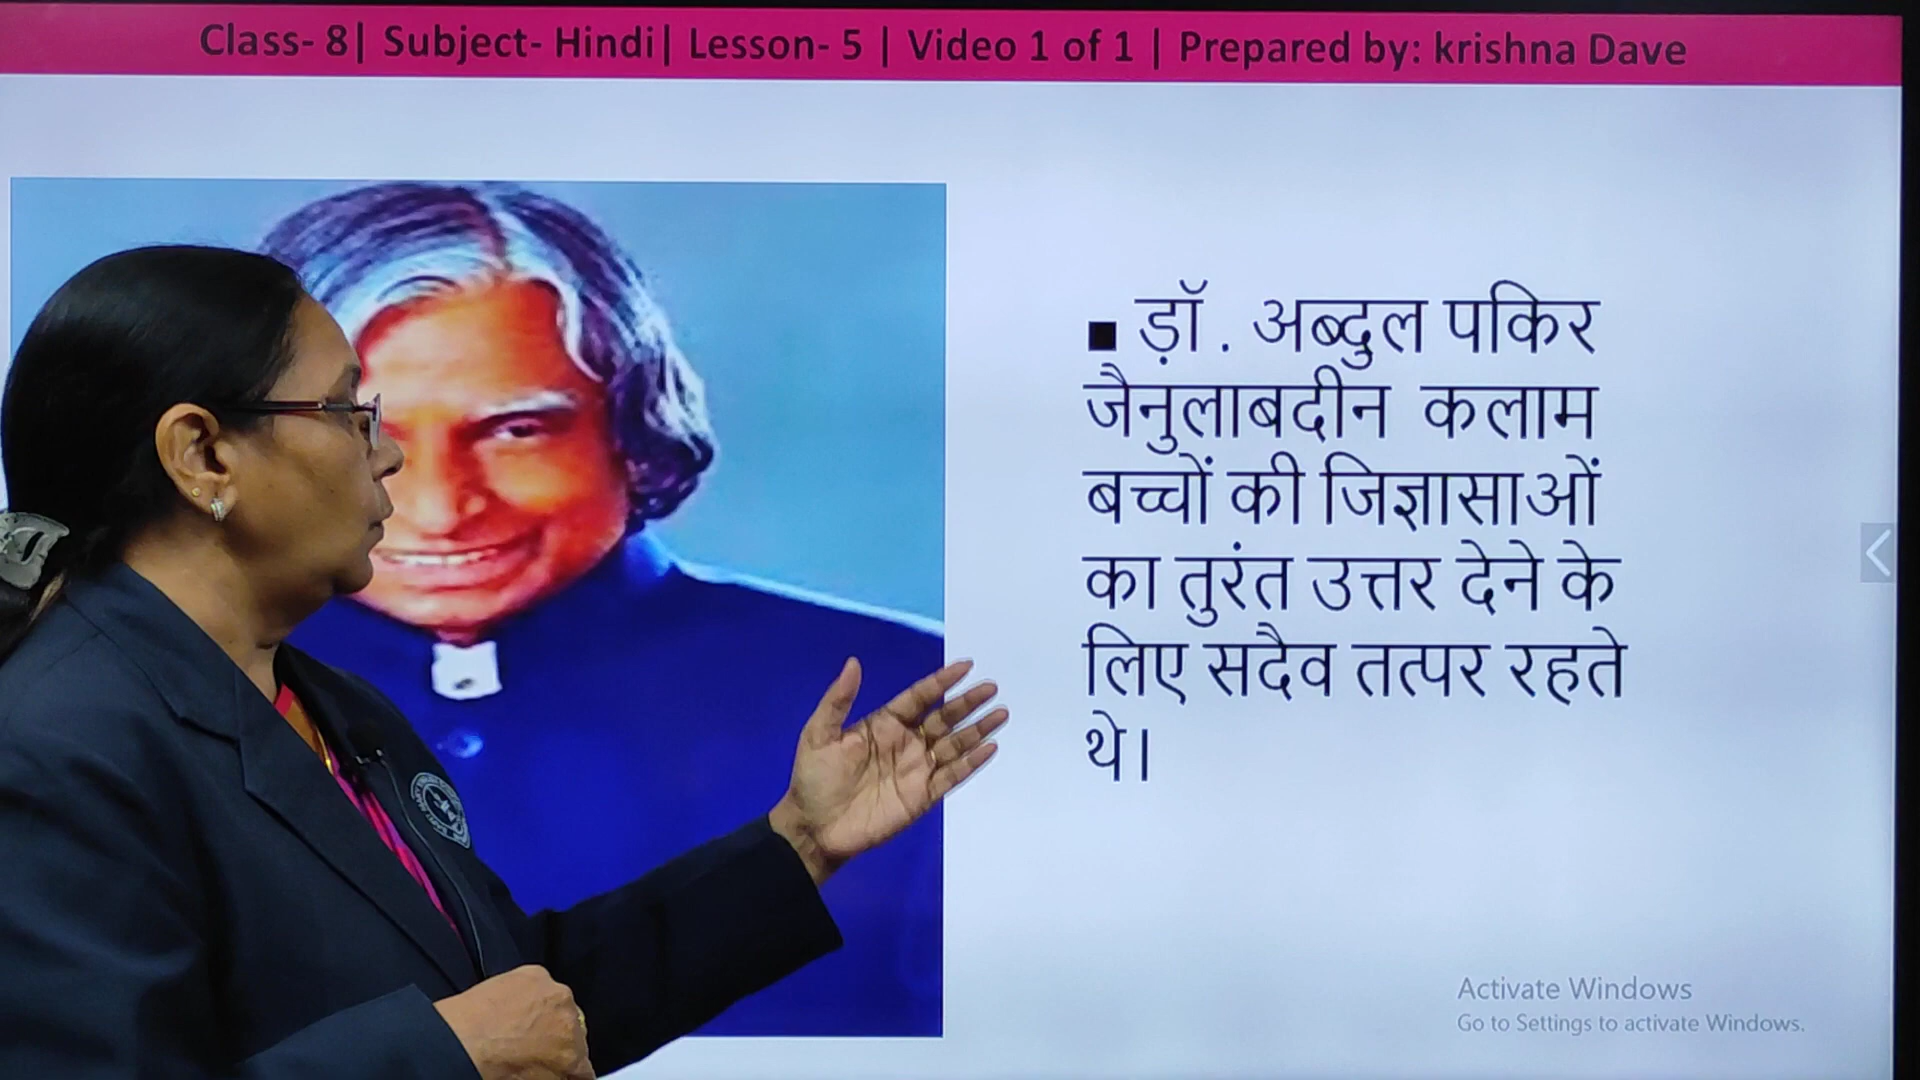 Class- 8| Subject- Hindi| Lesson- 5 | Video 1 of 1 | Prepared by: krishna Dave
▪ ड़ॉ . अब्दुल पकिर
जैनुलाबदीन कलाम
बच्चों की जिज्ञासाओं
का तुरंत उत्तर देने के
लिए सदैव तत्पर रहते
थे।
Activate Windows
Go to Settings to activate Windows.